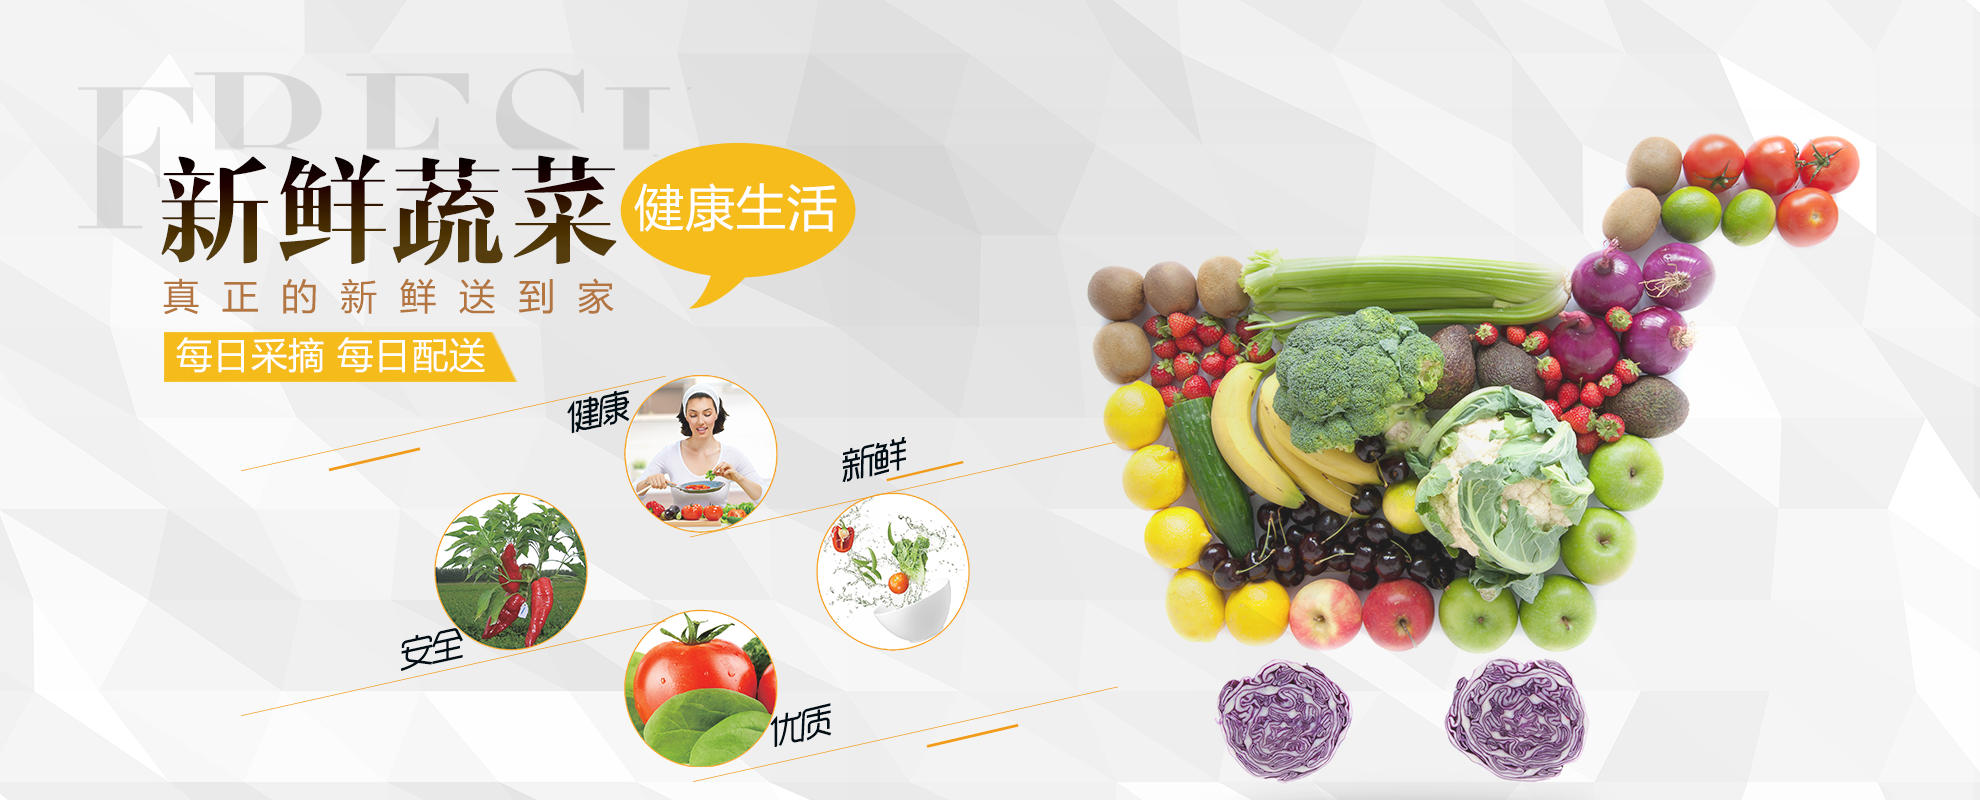 FRESH
新鲜蔬菜
健康生活
真正的新鲜送到家
每日采摘 每日配送
健康
新鲜
安全
优质